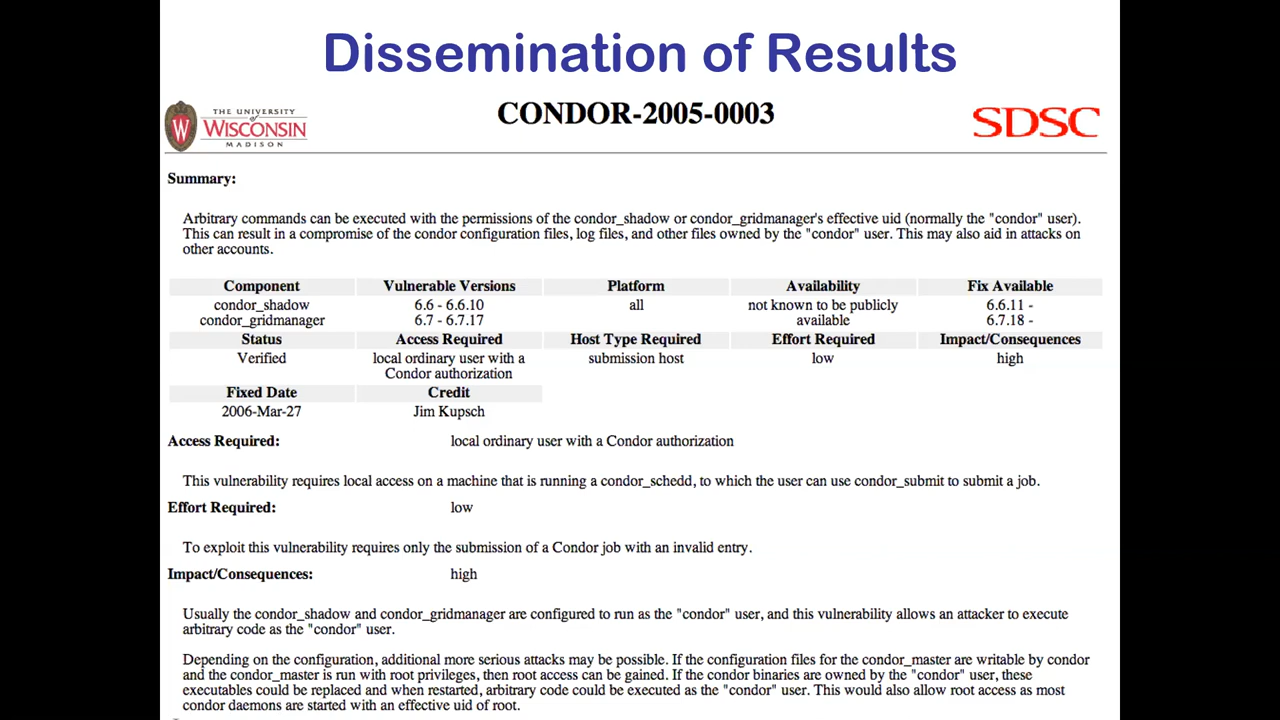 Dissemination of Results
THE UNIVERSITY
of
WISCONSIN
MADISON
CONDOR-2005-0003
SDSC
Summary:
Arbitrary commands can be executed with the permissions of the condor_shadow or condor_gridmanager's effective uid (normally the "condor" user).
This can result in a compromise of the condor configuration files, log files, and other files owned by the "condor" user. This may also aid in attacks on
other accounts.
Component Vulnerable Versions Platform Availability Fix Available
condor_shadow 6.6 - 6.6.10 all not known to be publicly 6.6.11 -
condor_gridmanager 6.7 - 6.7.17 available 6.7.18 -
Status Access Required Host Type Required Effort Required Impact/Consequences
Verified local ordinary user with a submission host low high
Condor authorization
Fixed Date Credit
2006-Mar-27 Jim Kupsch
Access Required: local ordinary user with a Condor authorization
This vulnerability requires local access on a machine that is running a condor_schedd, to which the user can use condor_submit to submit a job.
Effort Required: low
To exploit this vulnerability requires only the submission of a Condor job with an invalid entry.
Impact/Consequences: high
Usually the condor_shadow and condor_gridmanager are configured to run as the "condor" user, and this vulnerability allows an attacker to execute
arbitrary code as the "condor" user.
Depending on the configuration, additional more serious attacks may be possible. If the configuration files for the condor_master are writable by condor
and the condor_master is run with root privileges, then root access can be gained. If the condor binaries are owned by the "condor" user, these
executables could be replaced and when restarted, arbitrary code could be executed as the "condor" user. This would also allow root access as most
condor daemons are started with an effective uid of root.